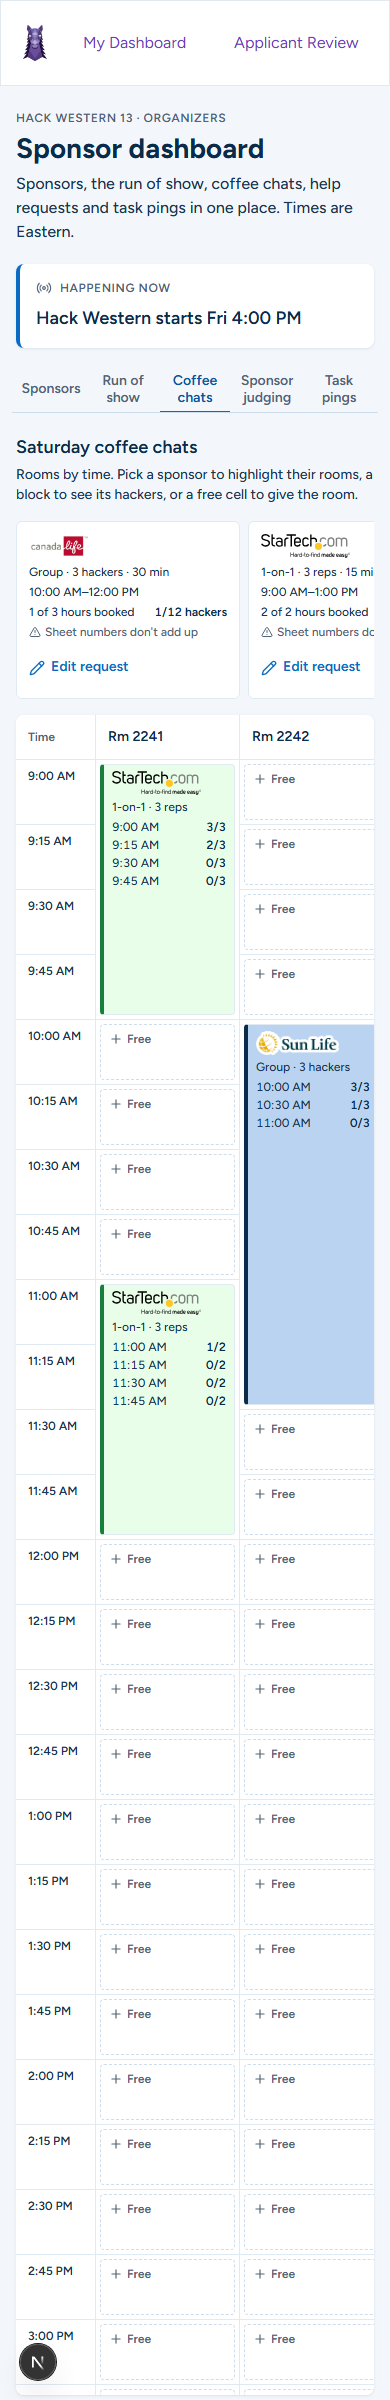 My Dashboard
Applicant Review
HACK WESTERN 13 · ORGANIZERS
Sponsor dashboard
Sponsors, the run of show, coffee chats, help
requests and task pings in one place. Times are
Eastern.
HAPPENING NOW
Hack Western starts Fri 4:00 PM
Sponsors
Run of
show
Coffee
chats
Sponsor
judging
Task
pings
Saturday coffee chats
Rooms by time. Pick a sponsor to highlight their rooms, a
block to see its hackers, or a free cell to give the room.
canada life
Group · 3 hackers · 30 min
10:00 AM–12:00 PM
1 of 3 hours booked 1/12 hackers
Sheet numbers don't add up
Edit request
StarTech.com
Hard-to-find made easy
1-on-1 · 3 reps · 15 mi
9:00 AM–1:00 PM
2 of 2 hours booked
Sheet numbers do
Edit request
Time Rm 2241 Rm 2242
9:00 AM
StarTech.com
Hard-to-find made easy
1-on-1 · 3 reps
9:00 AM 3/3
9:15 AM 2/3
9:30 AM 0/3
9:45 AM 0/3
+ Free
9:15 AM
+ Free
9:30 AM
+ Free
9:45 AM
+ Free
10:00 AM
+ Free
Sun Life
Group · 3 hackers
10:00 AM 3/3
10:30 AM 1/3
11:00 AM 0/3
10:15 AM
+ Free
10:30 AM
+ Free
10:45 AM
+ Free
11:00 AM
StarTech.com
Hard-to-find made easy
1-on-1 · 3 reps
11:00 AM 1/2
11:15 AM 0/2
11:30 AM 0/2
11:45 AM 0/2
11:15 AM
11:30 AM
+ Free
11:45 AM
+ Free
12:00 PM
+ Free
+ Free
12:15 PM
+ Free
+ Free
12:30 PM
+ Free
+ Free
12:45 PM
+ Free
+ Free
1:00 PM
+ Free
+ Free
1:15 PM
+ Free
+ Free
1:30 PM
+ Free
+ Free
1:45 PM
+ Free
+ Free
2:00 PM
+ Free
+ Free
2:15 PM
+ Free
+ Free
2:30 PM
+ Free
+ Free
2:45 PM
+ Free
+ Free
3:00 PM
+ Free
+ Free
N